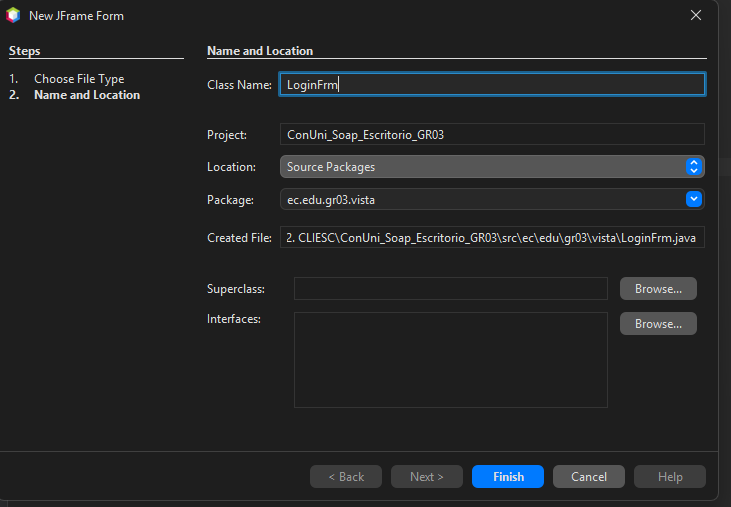 New JFrame Form
Steps
1. Choose File Type
2. Name and Location
Name and Location
Class Name: LoginFrm
Project: ConUni_Soap_Escritorio_GR03
Location: Source Packages
Package: ec.edu.gr03.vista
Created File: 2. CLIESC\ConUni_Soap_Escritorio_GR03\src\ec\edu\gr03\vista\LoginFrm.java
Superclass: Browse...
Interfaces: Browse...
< Back Next > Finish Cancel Help